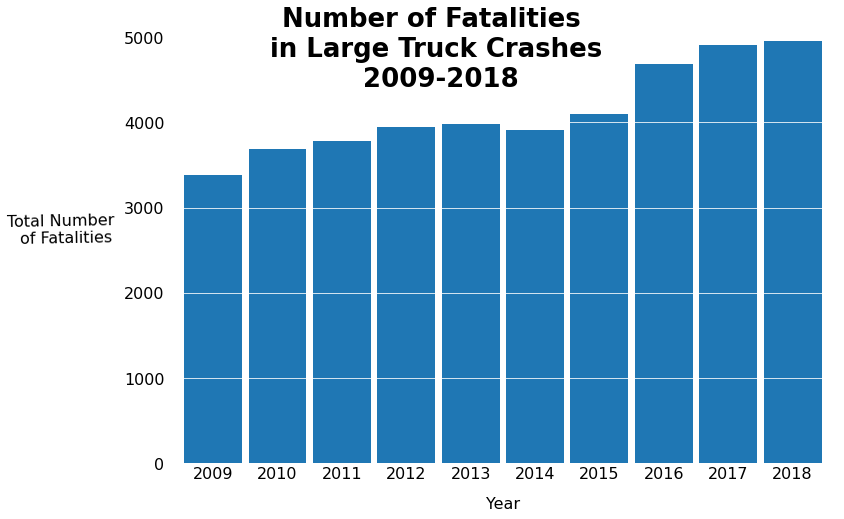 Number of Fatalities
in Large Truck Crashes
2009-2018
5000
4000
3000
Total Number
of Fatalities
2000
1000
0
2009 2010 2011 2012 2013 2014 2015 2016 2017 2018
Year